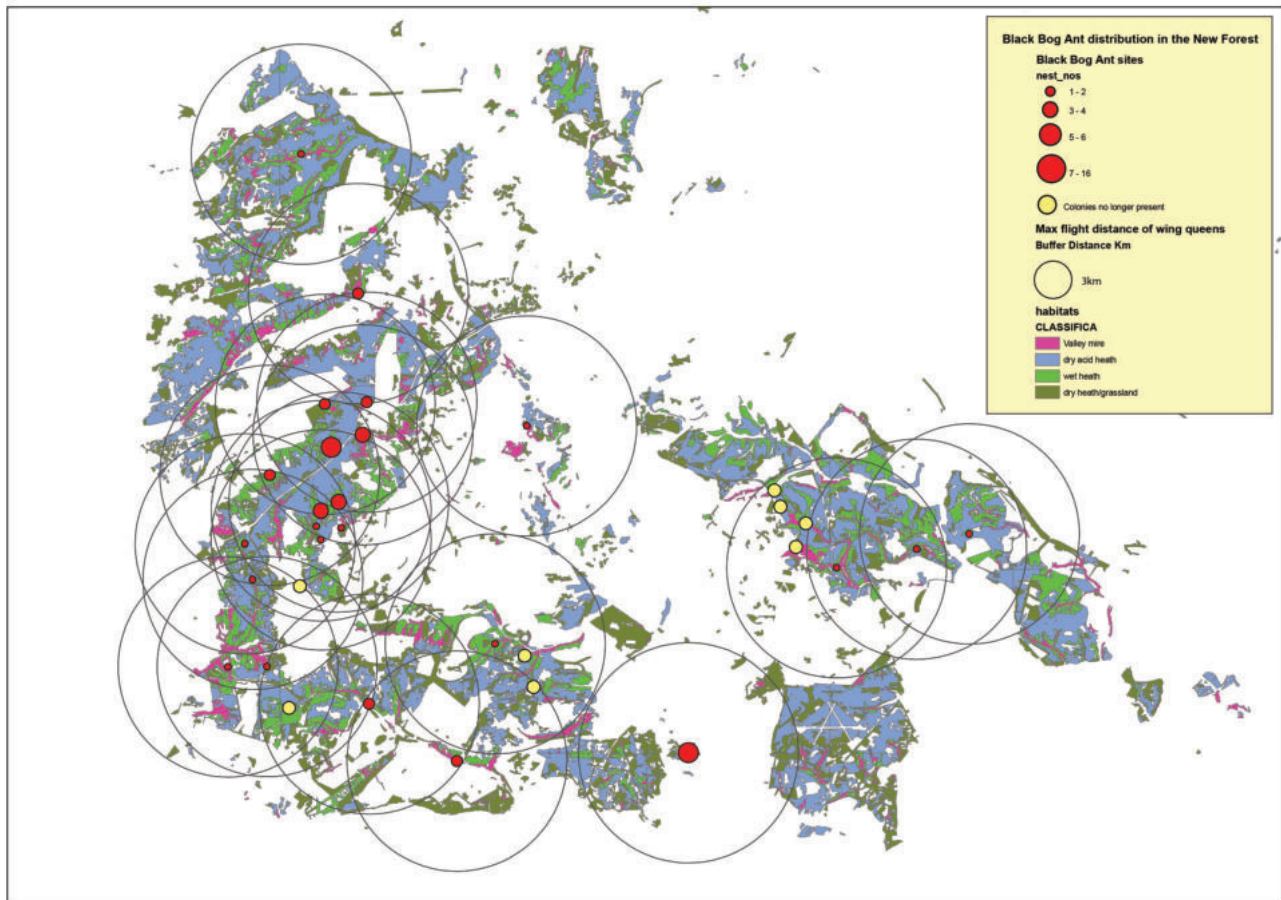 Black Bog Ant distribution in the New Forest
Black Bog Ant sites
nest_nos
1 - 2
3 - 4
5 - 6
7 - 16
Colonies no longer present
Max flight distance of wing queens
Buffer Distance Km
3km
habitats
CLASSIFICA
Valley mire
dry acid heath
wet heath
dry heath/grassland